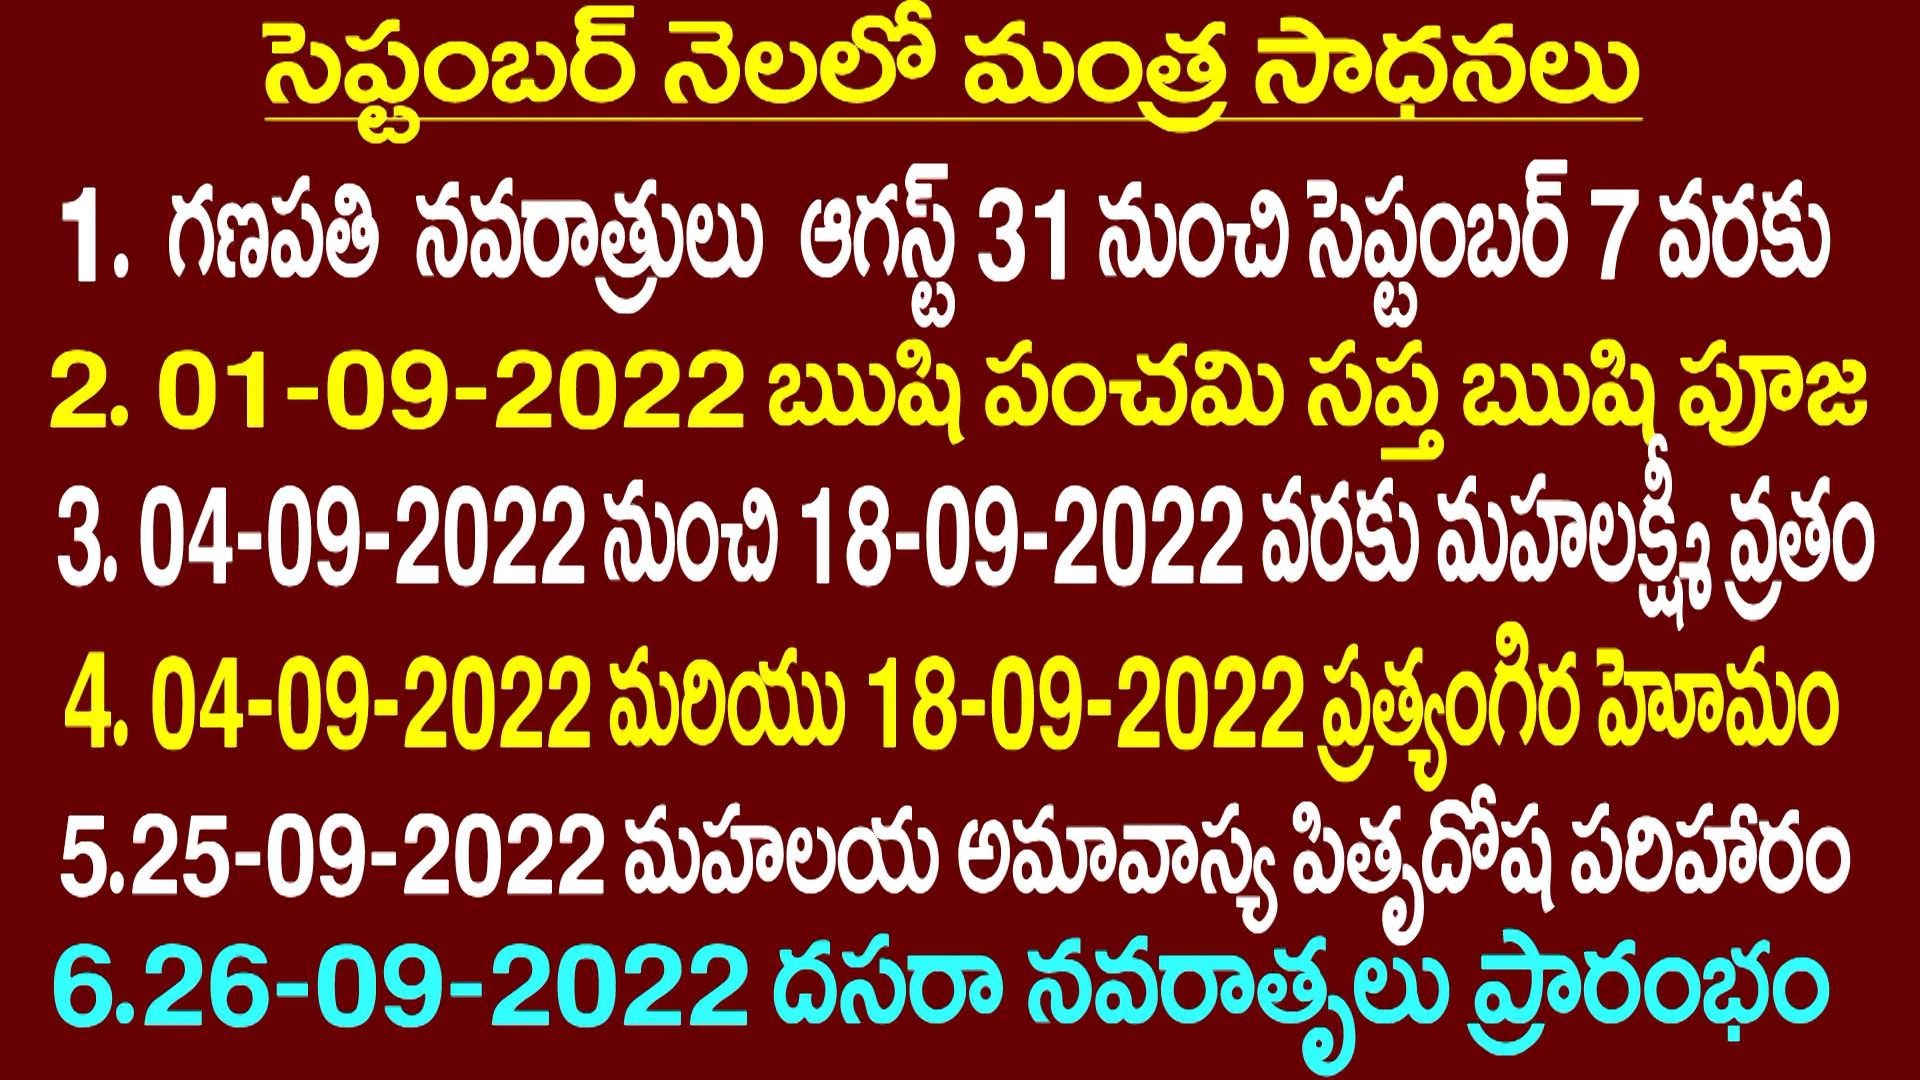 సెప్టంబర్ నెలలో మంత్ర సాధనలు
1. గణపతి నవరాత్రులు ఆగస్ట్ 31 నుంచి సెప్టంబర్ 7 వరకు
2. 01-09-2022 ఋషి పంచమి సప్త ఋషి పూజ
3. 04-09-2022 నుంచి 18-09-2022 వరకు మహాలక్ష్మీ వ్రతం
4. 04-09-2022 మరియు 18-09-2022 ప్రత్యంగిర హెూమం
5.25-09-2022 మహాలయ అమావాస్య పితృదోష పరిహారం
6.26-09-2022 దసరా నవరాతృలు ప్రారంభం